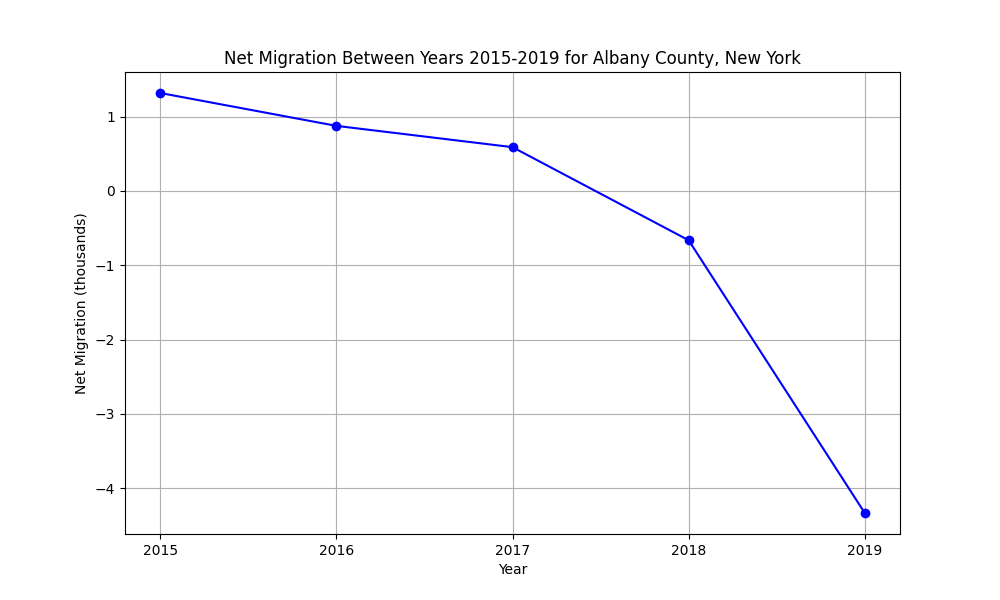 Net Migration Between Years 2015-2019 for Albany County, New York
1
0
−1
−2
−3
−4
Net Migration (thousands)
2015 2016 2017 2018 2019
Year